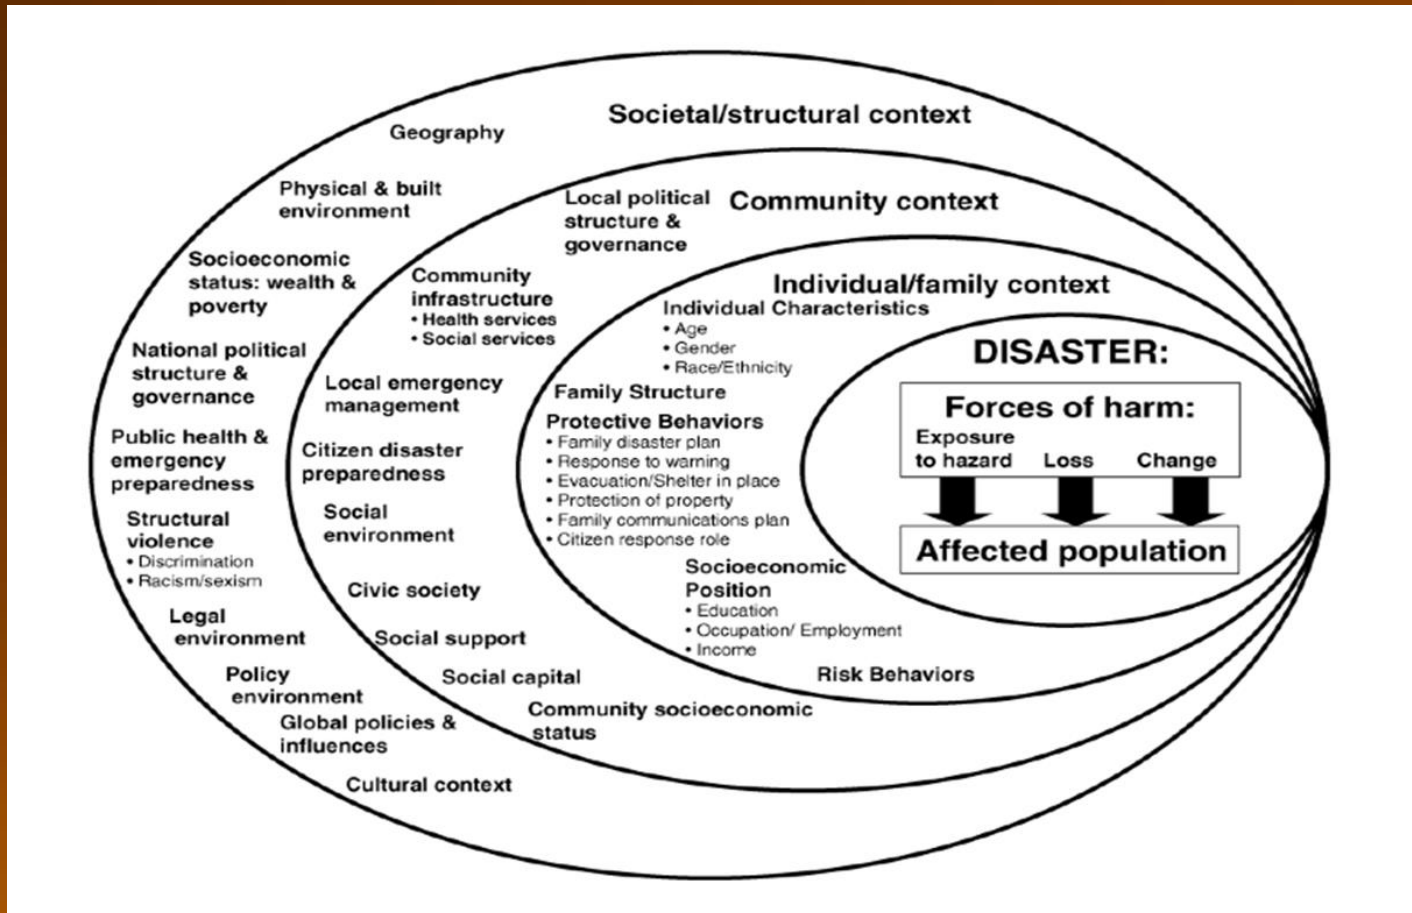 Societal/structural context
Geography
Physical & built
environment
Socioeconomic
status: wealth &
poverty
National political
structure &
governance
Public health &
emergency
preparedness
Structural
violence
• Discrimination
• Racism/sexism
Legal
environment
Policy
environment
Global policies &
influences
Cultural context
Community context
Local political
structure &
governance
Community
infrastructure
• Health services
• Social services
Local emergency
management
Citizen disaster
preparedness
Social
environment
Civic society
Social support
Social capital
Community socioeconomic
status
Individual/family context
Individual Characteristics
• Age
• Gender
• Race/Ethnicity
Family Structure
Protective Behaviors
• Family disaster plan
• Response to warning
• Evacuation/Shelter in place
• Protection of property
• Family communications plan
• Citizen response role
Socioeconomic
Position
• Education
• Occupation/ Employment
• Income
Risk Behaviors
DISASTER:
Forces of harm:
Exposure
to hazard Loss Change
Affected population